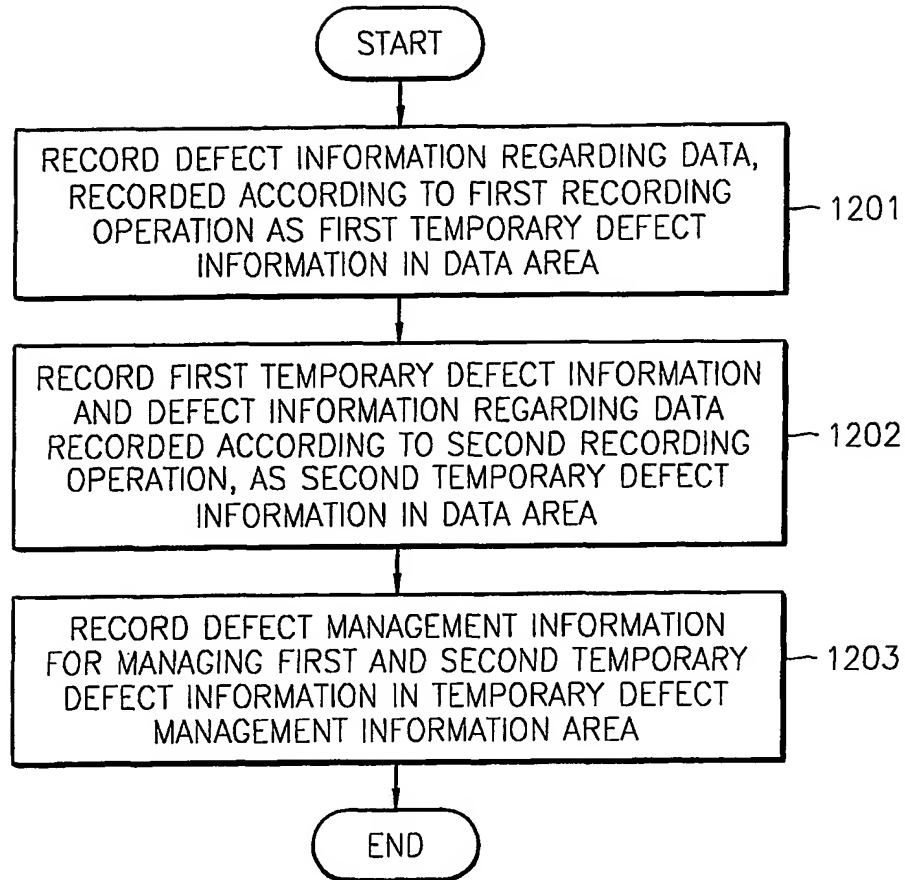 START
RECORD DEFECT INFORMATION REGARDING DATA,
RECORDED ACCORDING TO FIRST RECORDING
OPERATION AS FIRST TEMPORARY DEFECT
INFORMATION IN DATA AREA
1201
RECORD FIRST TEMPORARY DEFECT INFORMATION
AND DEFECT INFORMATION REGARDING DATA
RECORDED ACCORDING TO SECOND RECORDING
OPERATION, AS SECOND TEMPORARY DEFECT
INFORMATION IN DATA AREA
1202
RECORD DEFECT MANAGEMENT INFORMATION
FOR MANAGING FIRST AND SECOND TEMPORARY
DEFECT INFORMATION IN TEMPORARY DEFECT
MANAGEMENT INFORMATION AREA
1203
END